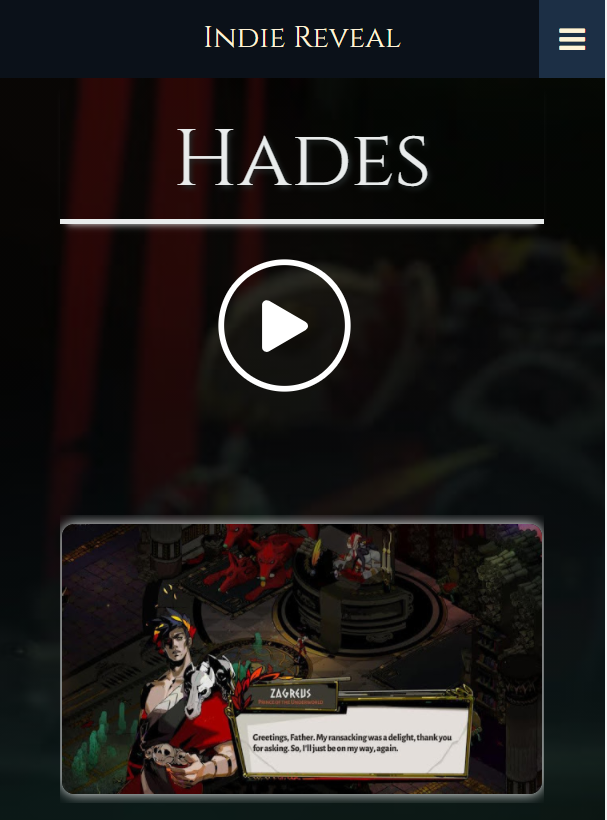 Indie Reveal
Hades
ZAGREUS
Prince of the Underworld
Greetings, Father. My ransacking was a delight, thank you
for asking. So, I'll just be on my way, again.